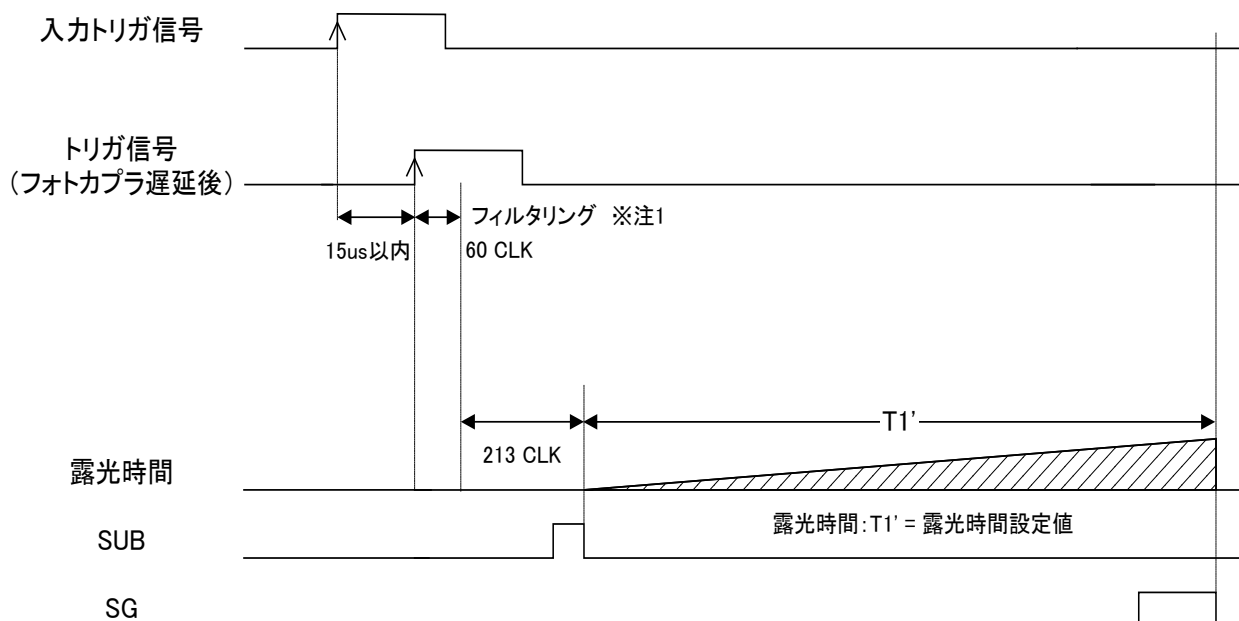 入力トリガ信号
トリガ信号
(フォトカプラ遅延後)
フィルタリング ※注1
15us以内
60 CLK
T1'
213 CLK
露光時間
露光時間：T1' = 露光時間設定値
SUB
SG